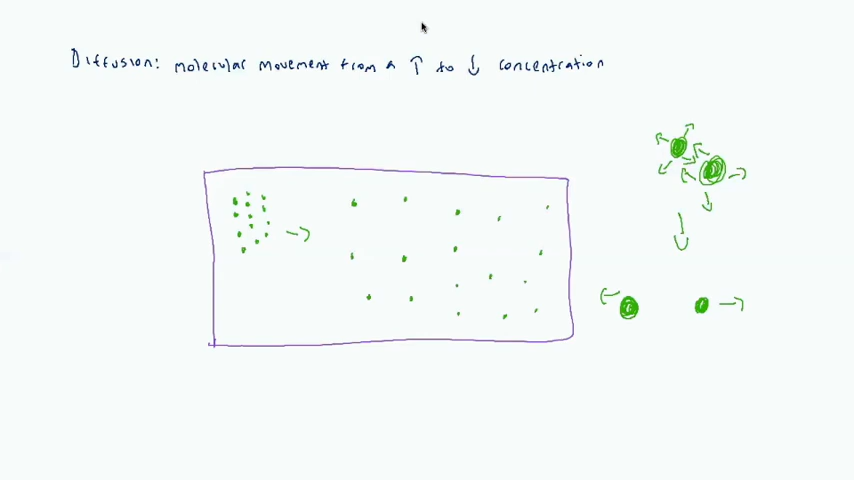 Diffusion: molecular movement from a ↑ to ↓ concentration